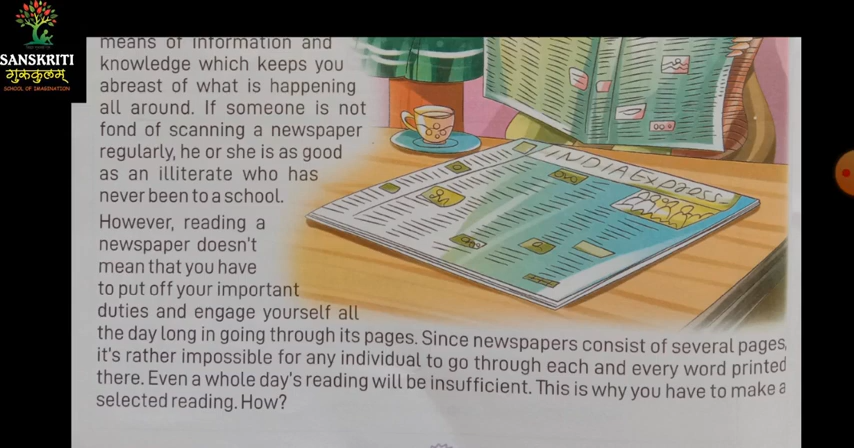 SANSKRITI
गुरुकुलम्
SCHOOL OF IMAGINATION
means of information and
knowledge which keeps you
abreast of what is happening
all around. If someone is not
fond of scanning a newspaper
regularly, he or she is as good
as an illiterate who has
never been to a school.
However, reading a
newspaper doesn't
mean that you have
to put off your important
duties and engage yourself all
the day long in going through its pages. Since newspapers consist of several pages,
it's rather impossible for any individual to go through each and every word printed
there. Even a whole day's reading will be insufficient. This is why you have to make a
selected reading. How?
INDIA Express